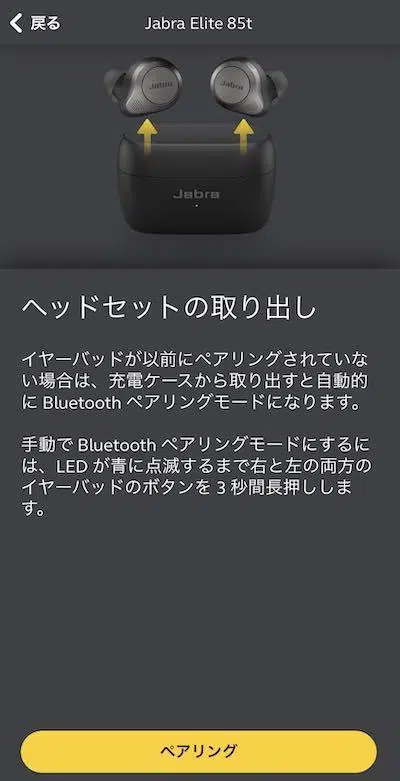 戻る
Jabra Elite 85t
Jabra
Jabra
Jabra
ヘッドセットの取り出し
イヤーバッドが以前にペアリングされていな
い場合は、充電ケースから取り出すと自動的
に Bluetooth ペアリングモードになります。
手動で Bluetooth ペアリングモードにするに
は、LED が青に点滅するまで右と左の両方の
イヤーバッドのボタンを 3 秒間長押ししま
す。
ペアリング